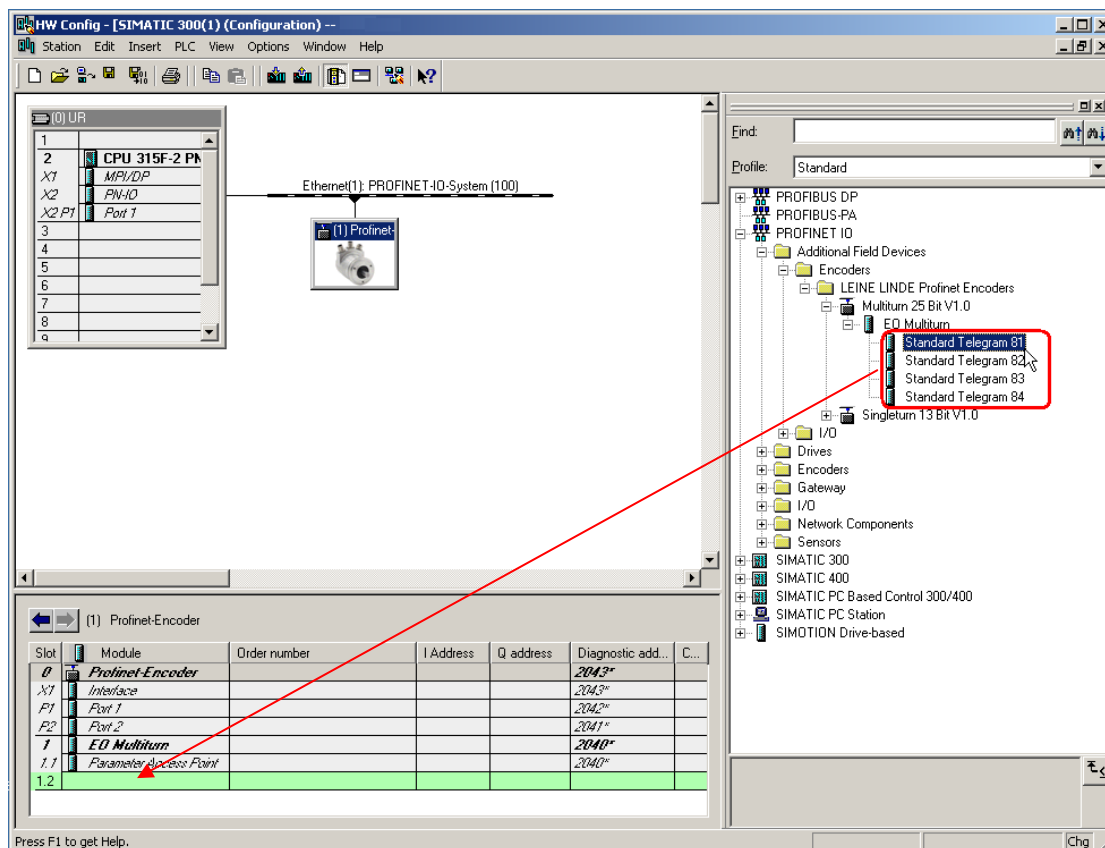 HW Config - [SIMATIC 300(1) (Configuration) --
Station Edit Insert PLC View Options Window Help
(0) UR
1
2 CPU 315F-2 PN
X1 MPI/DP
X2 PN-IO
X2 P1 Port 1
3
4
5
6
7
8
9
Ethernet(1): PROFINET-IO-System (100)
(1) Profinet-
Find:
Profile: Standard
PROFIBUS DP
PROFIBUS-PA
PROFINET IO
Additional Field Devices
Encoders
LEINE LINDE Profinet Encoders
Multiturn 25 Bit V1.0
EO Multiturn
Standard Telegram 81
Standard Telegram 82
Standard Telegram 83
Standard Telegram 84
Singleturn 13 Bit V1.0
I/O
Drives
Encoders
Gateway
I/O
Network Components
Sensors
SIMATIC 300
SIMATIC 400
SIMATIC PC Based Control 300/400
SIMATIC PC Station
SIMOTION Drive-based
(1) Profinet-Encoder
Slot Module Order number I Address Q address Diagnostic add... C...
0 Profinet-Encoder 2043*
X1 Interface 2043*
P1 Port 1 2042*
P2 Port 2 2041*
1 EO Multiturn 2040*
1.1 Parameter Access Point 2040*
1.2
Press F1 to get Help.
Chg